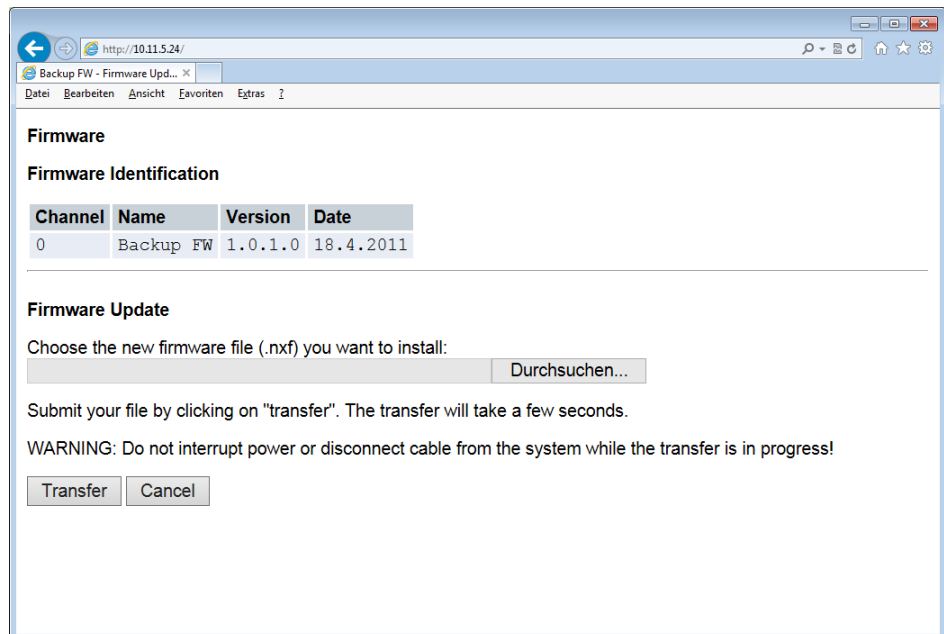 http://10.11.5.24/
Backup FW - Firmware Upd...
Datei Bearbeiten Ansicht Favoriten Extras ?
Firmware
Firmware Identification
Channel Name Version Date
0 Backup FW 1.0.1.0 18.4.2011
Firmware Update
Choose the new firmware file (.nxf) you want to install:
Durchsuchen...
Submit your file by clicking on "transfer". The transfer will take a few seconds.
WARNING: Do not interrupt power or disconnect cable from the system while the transfer is in progress!
Transfer Cancel